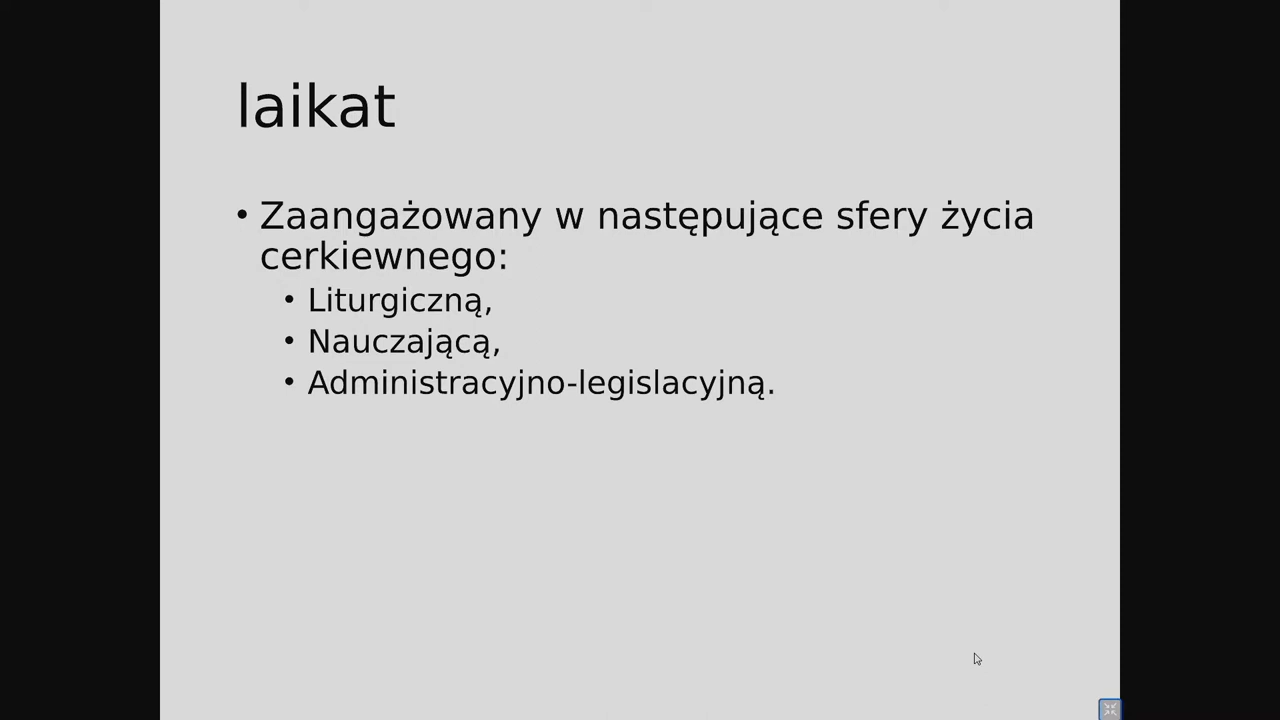 laikat
• Zaangażowany w następujące sfery życia
cerkiewnego:
• Liturgiczną,
• Nauczającą,
• Administracyjno-legislacyjną.